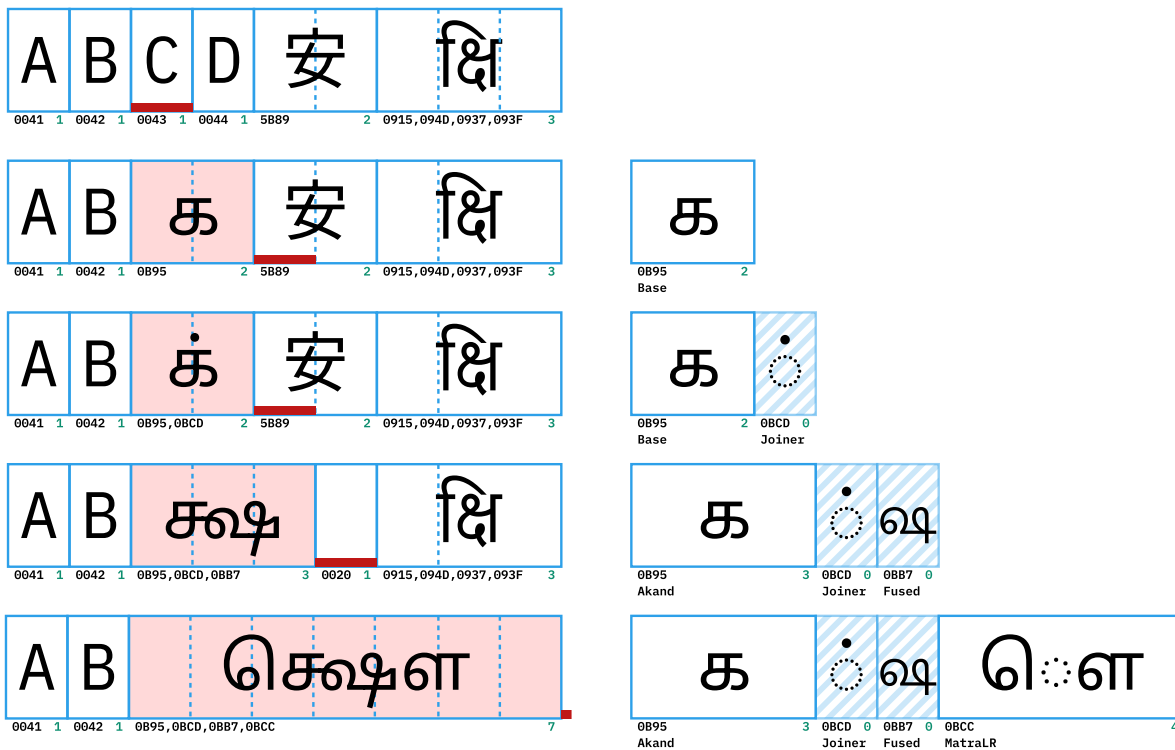 A B C D 安 क्षि
0041 1 0042 1 0043 1 0044 1 5B89 2 0915,094D,0937,093F 3
A B க 安 क्षि க
0041 1 0042 1 0B95 2 5B89 2 0915,094D,0937,093F 3 0B95 2
Base
A B க் 安 क्षि க ்
0041 1 0042 1 0B95,0BCD 2 5B89 2 0915,094D,0937,093F 3 0B95 2 0BCD 0
Base Joiner
A B க்ஷ क्षि க ் ஷ
0041 1 0042 1 0B95,0BCD,0BB7 3 0020 1 0915,094D,0937,093F 3 0B95 3 0BCD 0 0BB7 0
Akand Joiner Fused
A B க்ஷௌ க ் ஷ ௌ
0041 1 0042 1 0B95,0BCD,0BB7,0BCC 7 0B95 3 0BCD 0 0BB7 0 0BCC 4
Akand Joiner Fused MatraLR